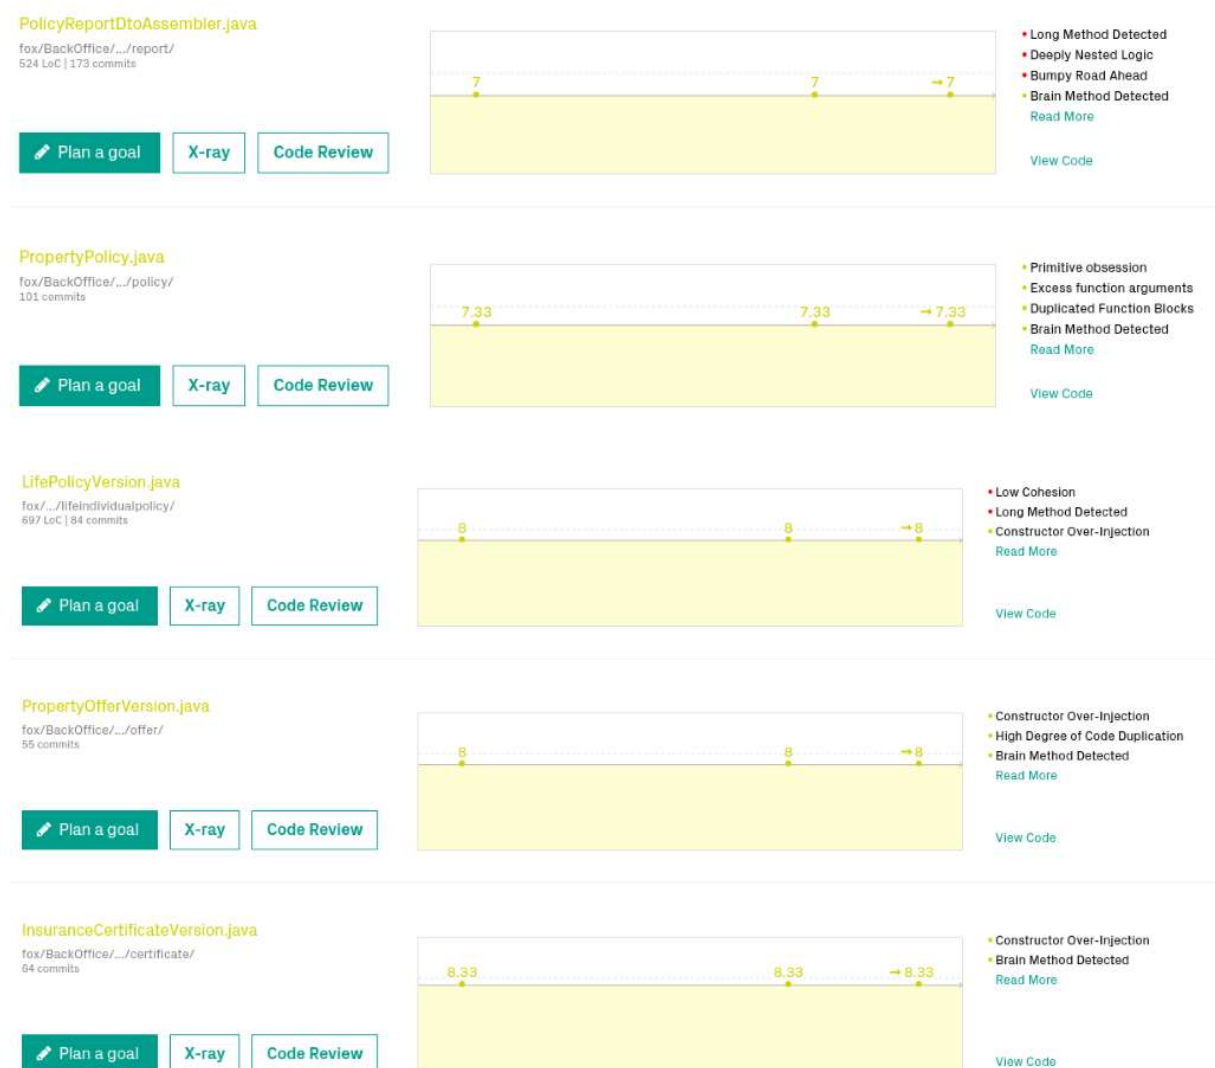 PolicyReportDtoAssembler.java
fox/BackOffice/.../report/
524 LoC | 173 commits
Plan a goal
X-ray
Code Review
7
7
→ 7
• Long Method Detected
• Deeply Nested Logic
• Bumpy Road Ahead
• Brain Method Detected
Read More
View Code
PropertyPolicy.java
fox/BackOffice/.../policy/
101 commits
Plan a goal
X-ray
Code Review
7.33
7.33
→ 7.33
• Primitive obsession
• Excess function arguments
• Duplicated Function Blocks
• Brain Method Detected
Read More
View Code
LifePolicyVersion.java
fox/.../lifeindividualpolicy/
697 LoC | 84 commits
Plan a goal
X-ray
Code Review
8
8
→ 8
• Low Cohesion
• Long Method Detected
• Constructor Over-Injection
Read More
View Code
PropertyOfferVersion.java
fox/BackOffice/.../offer/
55 commits
Plan a goal
X-ray
Code Review
8
8
→ 8
• Constructor Over-Injection
• High Degree of Code Duplication
• Brain Method Detected
Read More
View Code
InsuranceCertificateVersion.java
fox/BackOffice/.../certificate/
64 commits
Plan a goal
X-ray
Code Review
8.33
8.33
→ 8.33
• Constructor Over-Injection
• Brain Method Detected
Read More
View Code